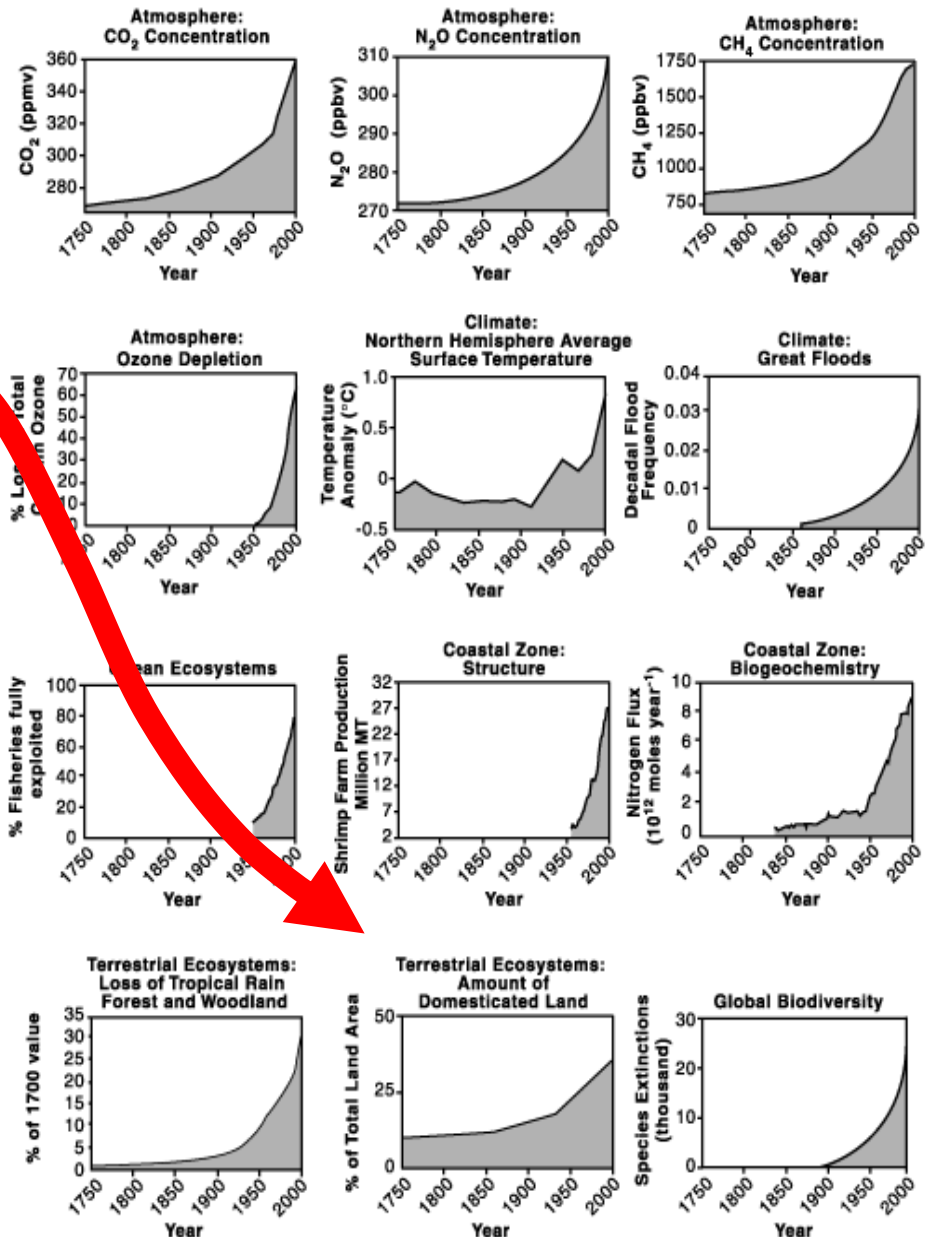 Atmosphere:
CO₂ Concentration
CO₂ (ppmv)
360
340
320
300
280
1750
1800
1850
1900
1950
2000
Year
Atmosphere:
N₂O Concentration
N₂O (ppbv)
310
300
290
280
270
1750
1800
1850
1900
1950
2000
Year
Atmosphere:
CH₄ Concentration
CH₄ (ppbv)
1750
1500
1250
1000
750
1750
1800
1850
1900
1950
2000
Year
Atmosphere:
Ozone Depletion
% Total
Ozone
70
60
50
40
30
20
10
0
1800
1850
1900
1950
2000
Year
Climate:
Northern Hemisphere Average
Surface Temperature
Temperature
Anomaly (°C)
1.0
0.5
0
-0.5
1750
1800
1850
1900
1950
2000
Year
Climate:
Great Floods
Decadal Flood
Frequency
0.04
0.03
0.02
0.01
0
1750
1800
1850
1900
1950
2000
Year
Ecosystems
% Fisheries fully
exploited
100
80
60
40
20
0
1750
1800
1850
1900
2000
Year
Coastal Zone:
Structure
Shrimp Farm Production
Million MT
32
27
22
17
12
7
2
1750
1800
1850
1900
1950
2000
Year
Coastal Zone:
Biogeochemistry
Nitrogen Flux
(10¹² moles year⁻¹)
10
8
6
4
2
0
1750
1800
1850
1900
1950
2000
Year
Terrestrial Ecosystems:
Loss of Tropical Rain
Forest and Woodland
% of 1700 value
35
30
25
20
15
10
5
0
1750
1800
1850
1900
1950
2000
Year
Terrestrial Ecosystems:
Amount of
Domesticated Land
% of Total Land Area
50
25
0
1750
1800
1850
1900
1950
2000
Year
Global Biodiversity
Species Extinctions
(thousand)
30
20
10
0
1750
1800
1850
1900
1950
2000
Year